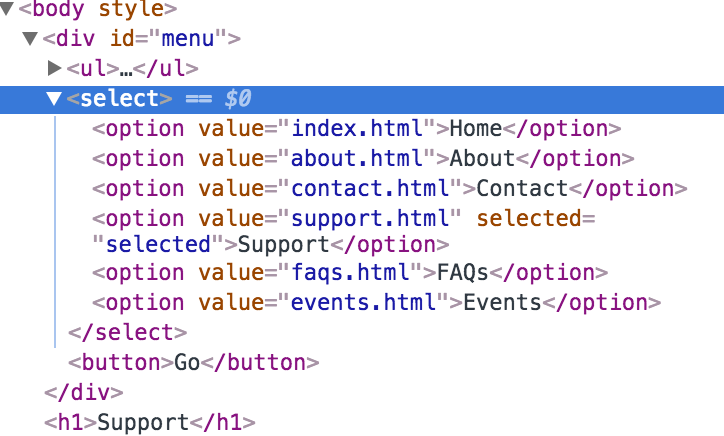 <body style>
<div id="menu">
<ul>…</ul>
<select> == $0
<option value="index.html">Home</option>
<option value="about.html">About</option>
<option value="contact.html">Contact</option>
<option value="support.html" selected=
"selected">Support</option>
<option value="faqs.html">FAQs</option>
<option value="events.html">Events</option>
</select>
<button>Go</button>
</div>
<h1>Support</h1>